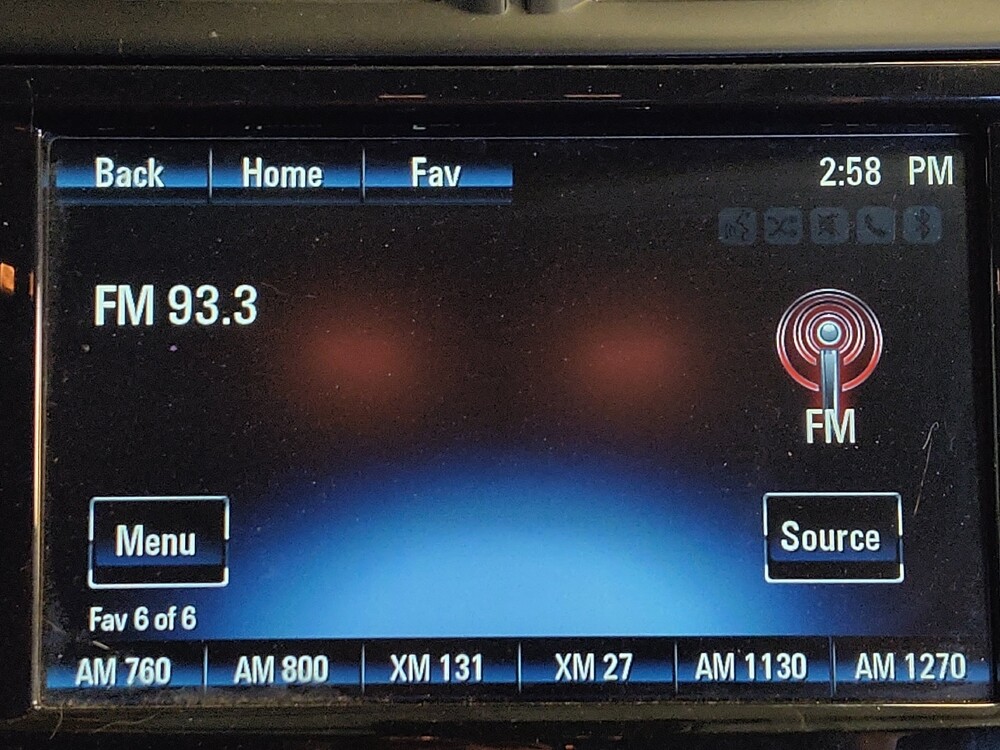 Back Home Fav 2:58 PM
FM 93.3
FM
Menu Source
Fav 6 of 6
AM 760 AM 800 XM 131 XM 27 AM 1130 AM 1270